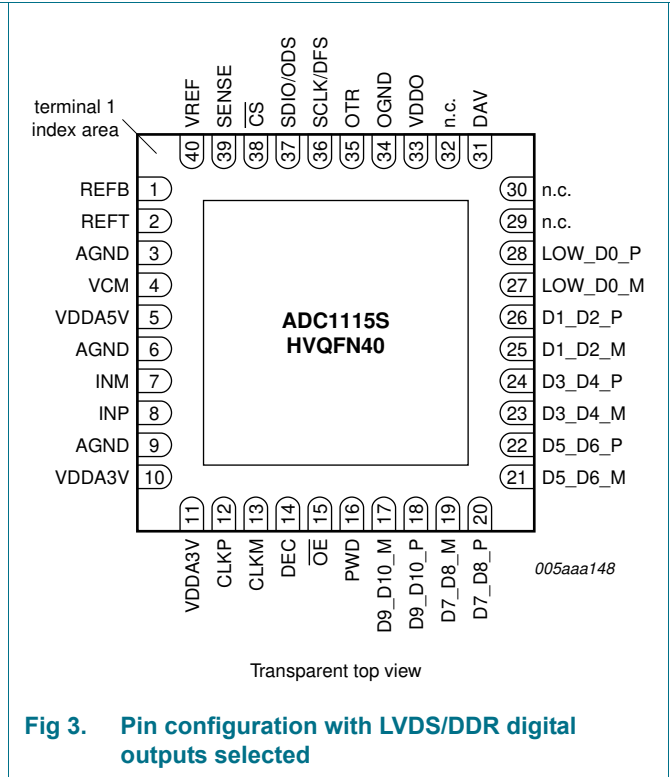 terminal 1
index area
40 VREF
39 SENSE
38 CS
37 SDIO/ODS
36 SCLK/DFS
35 OTR
34 OGND
33 VDDO
32 n.c.
31 DAV
REFB 1
REFT 2
AGND 3
VCM 4
VDDA5V 5
AGND 6
INM 7
INP 8
AGND 9
VDDA3V 10
ADC1115S
HVQFN40
30 n.c.
29 n.c.
28 LOW_D0_P
27 LOW_D0_M
26 D1_D2_P
25 D1_D2_M
24 D3_D4_P
23 D3_D4_M
22 D5_D6_P
21 D5_D6_M
VDDA3V 11
CLKP 12
CLKM 13
DEC 14
OE 15
PWD 16
D9_D10_M 17
D9_D10_P 18
D7_D8_M 19
D7_D8_P 20
005aaa148
Transparent top view
Fig 3. Pin configuration with LVDS/DDR digital
outputs selected